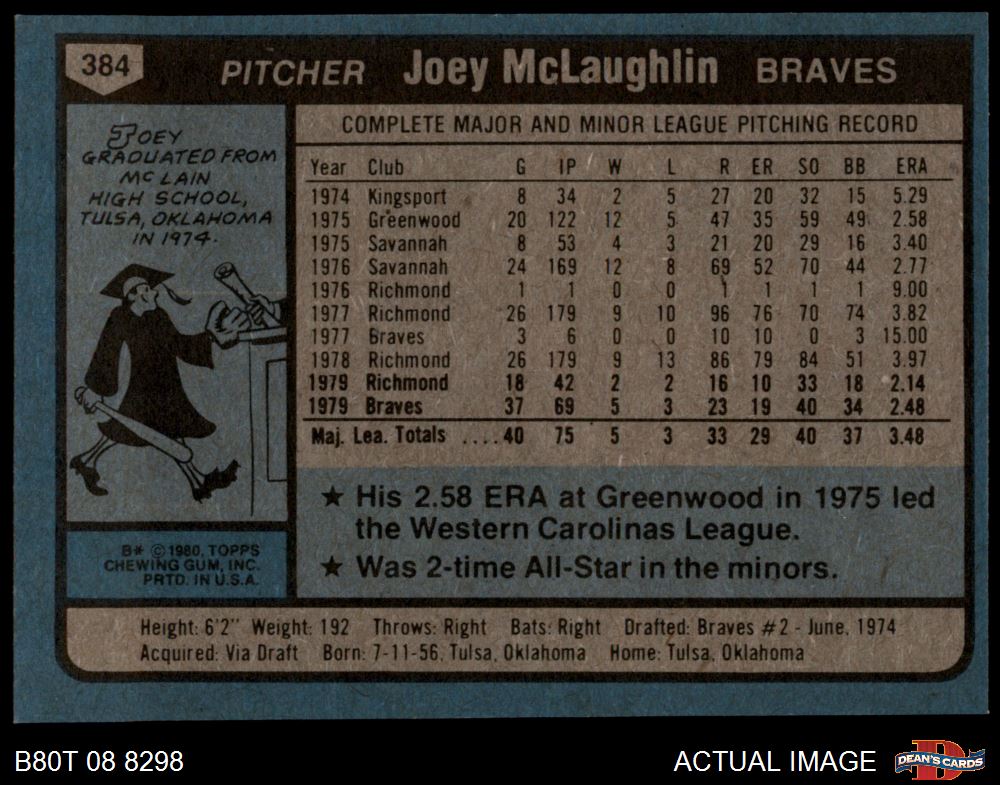 384 PITCHER Joey McLaughlin BRAVES
JOEY
GRADUATED FROM
MC LAIN
HIGH SCHOOL,
TULSA, OKLAHOMA
IN 1974.
COMPLETE MAJOR AND MINOR LEAGUE PITCHING RECORD
Year Club G IP W L R ER SO BB ERA
1974 Kingsport 8 34 2 5 27 20 32 15 5.29
1975 Greenwood 20 122 12 5 47 35 59 49 2.58
1975 Savannah 8 53 4 3 21 20 29 16 3.40
1976 Savannah 24 169 12 8 69 52 70 44 2.77
1976 Richmond 1 1 0 0 1 1 1 1 9.00
1977 Richmond 26 179 9 10 96 76 70 74 3.82
1977 Braves 3 6 0 0 10 10 0 3 15.00
1978 Richmond 26 179 9 13 86 79 84 51 3.97
1979 Richmond 18 42 2 2 16 10 33 18 2.14
1979 Braves 37 69 5 3 23 19 40 34 2.48
Maj. Lea. Totals ....40 75 5 3 33 29 40 37 3.48
★ His 2.58 ERA at Greenwood in 1975 led
the Western Carolinas League.
★ Was 2-time All-Star in the minors.
B* © 1980, TOPPS
CHEWING GUM, INC.
PRTD. IN U.S.A.
Height: 6'2" Weight: 192 Throws: Right Bats: Right Drafted: Braves #2 - June, 1974
Acquired: Via Draft Born: 7-11-56, Tulsa, Oklahoma Home: Tulsa, Oklahoma
B80T 08 8298 ACTUAL IMAGE DEAN'S CARDS